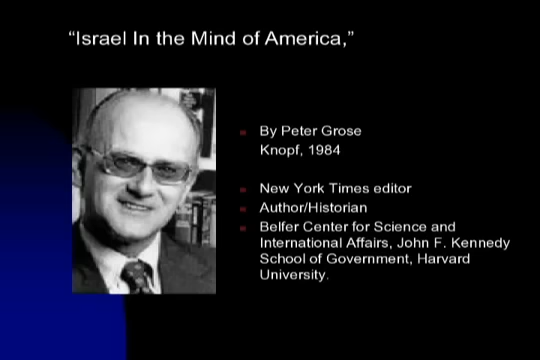 “Israel In the Mind of America,”
By Peter Grose
Knopf, 1984
New York Times editor
Author/Historian
Belfer Center for Science and
International Affairs, John F. Kennedy
School of Government, Harvard
University.